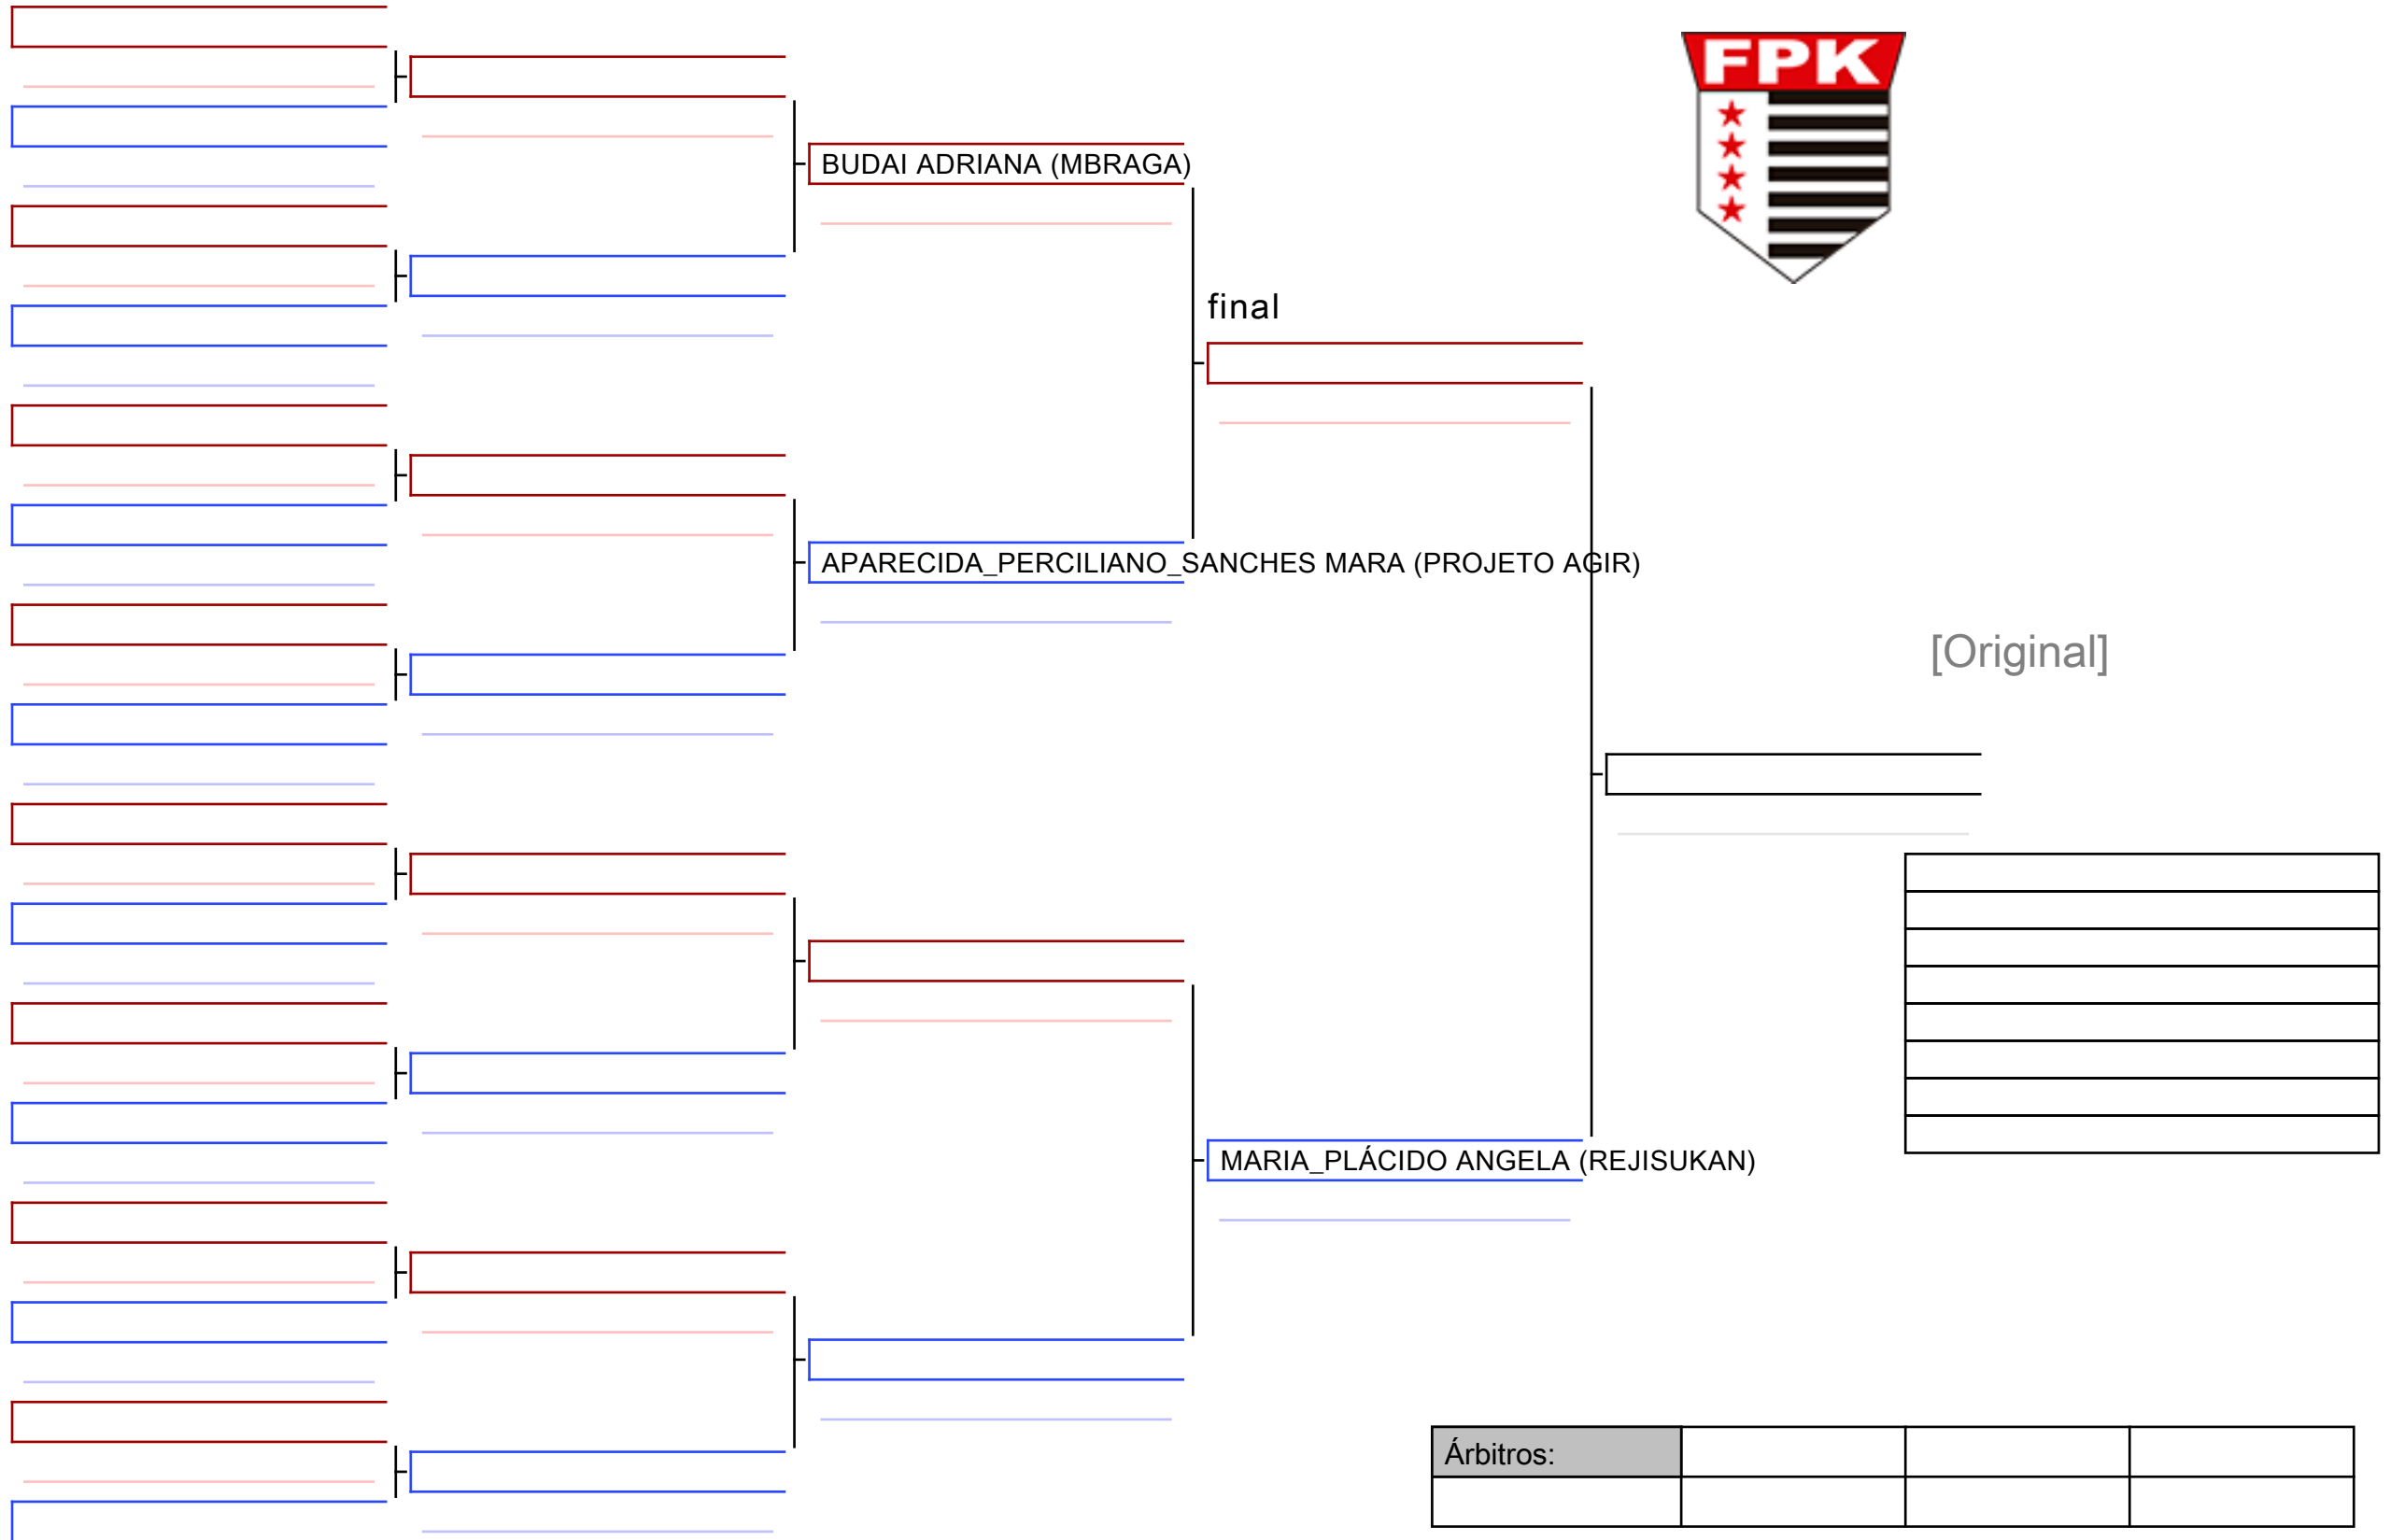 FPK
BUDAI ADRIANA (MBRAGA)
final
APARECIDA_PERCILIANO_SANCHES MARA (PROJETO AGIR)
[Original]
MARIA_PLÁCIDO ANGELA (REJISUKAN)
Árbitros: